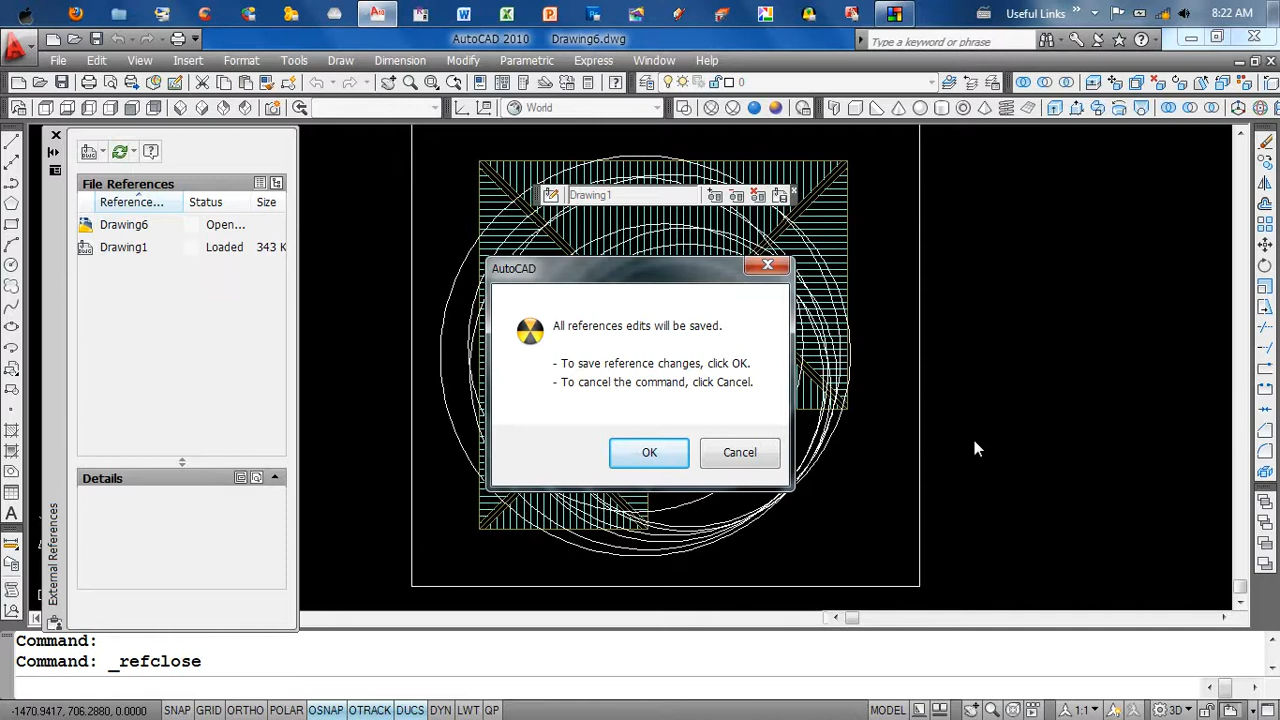 Useful Links
8:22 AM
AutoCAD 2010 Drawing6.dwg
Type a keyword or phrase
File Edit View Insert Format Tools Draw Dimension Modify Parametric Express Window Help
0
World
File References
Reference... Status Size
Drawing6 Open...
Drawing1 Loaded 343 K
Drawing1
AutoCAD
All references edits will be saved.
- To save reference changes, click OK.
- To cancel the command, click Cancel.
OK Cancel
Details
External References
Command:
Command: _refclose
-1470.9417, 706.2880, 0.0000 SNAP GRID ORTHO POLAR OSNAP OTRACK DUCS DYN LWT QP MODEL 1:1 3D